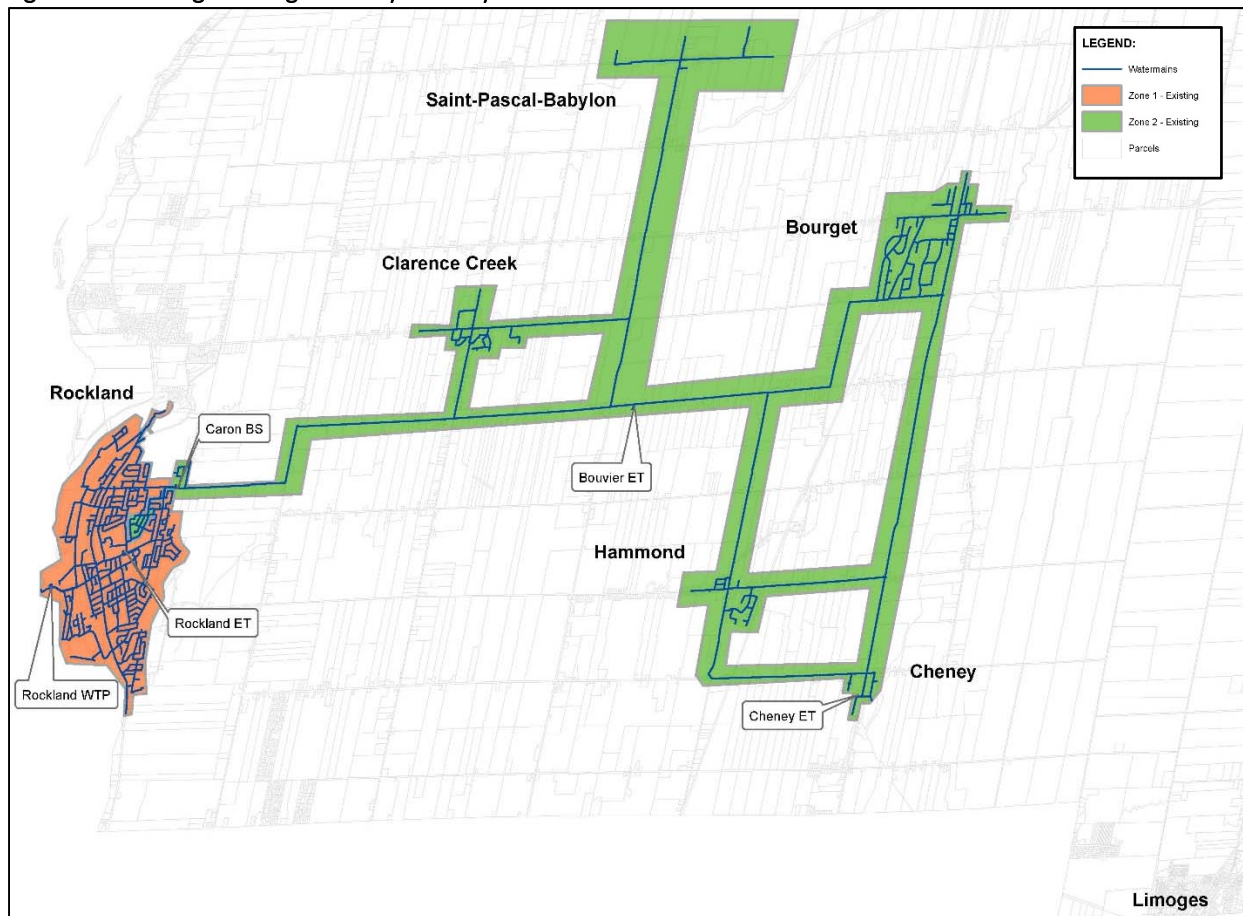 LEGEND:
Watermains
Zone 1 - Existing
Zone 2 - Existing
Parcels
Saint-Pascal-Babylon
Bourget
Clarence Creek
Rockland
Caron BS
Bouvier ET
Hammond
Rockland ET
Cheney
Rockland WTP
Cheney ET
Limoges